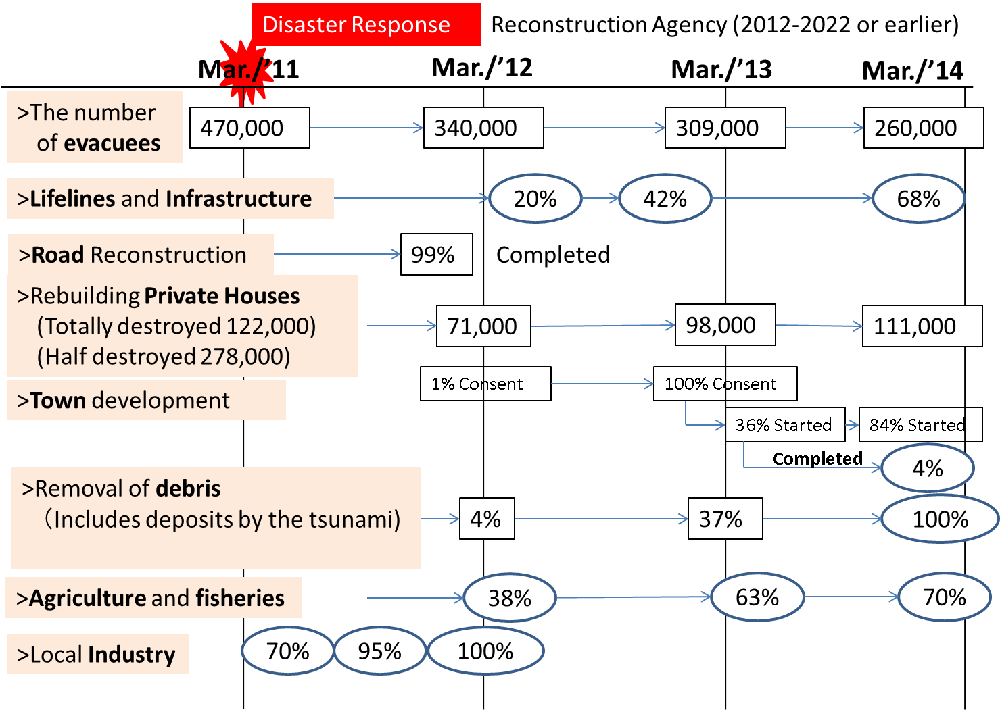 Disaster Response Reconstruction Agency (2012-2022 or earlier)
Mar./’11 Mar./’12 Mar./’13 Mar./’14
>The number
of evacuees
470,000 340,000 309,000 260,000
>Lifelines and Infrastructure 20% 42% 68%
>Road Reconstruction 99% Completed
>Rebuilding Private Houses
(Totally destroyed 122,000) 71,000 98,000 111,000
(Half destroyed 278,000)
1% Consent 100% Consent
>Town development
36% Started 84% Started
Completed 4%
>Removal of debris
（Includes deposits by the tsunami) 4% 37% 100%
>Agriculture and fisheries 38% 63% 70%
>Local Industry 70% 95% 100%